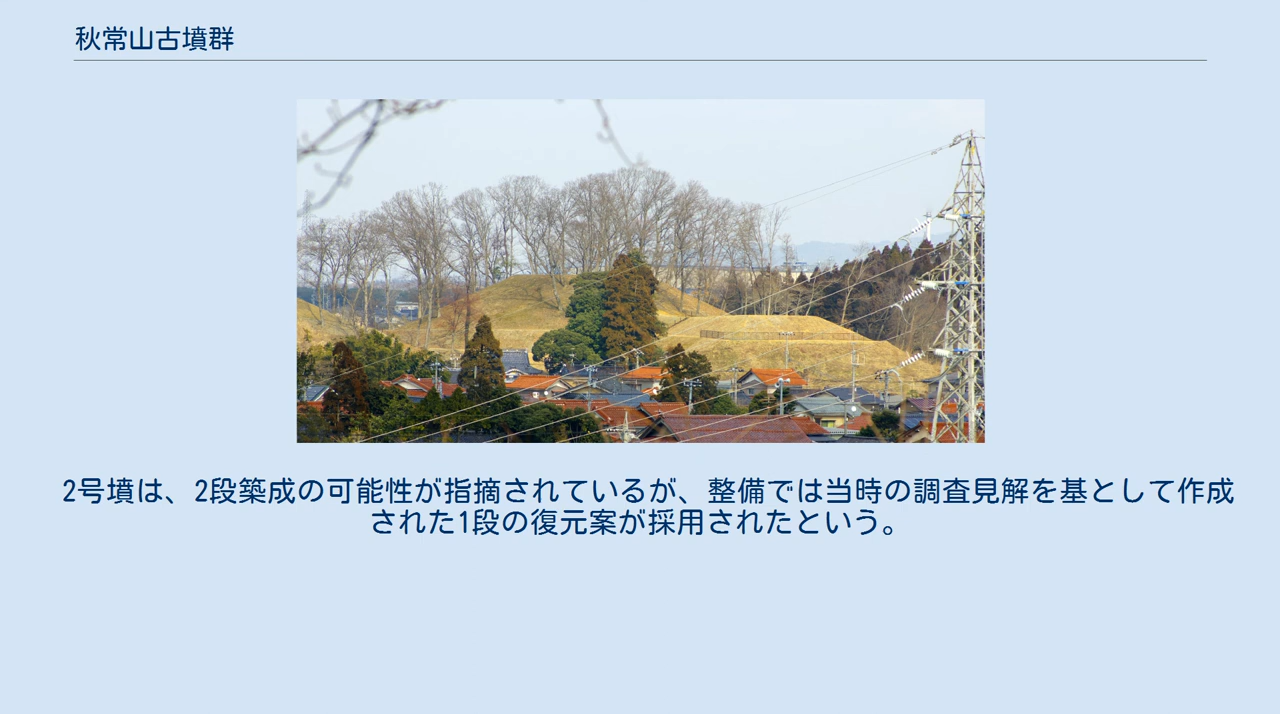 秋常山古墳群
2号墳は、2段築成の可能性が指摘されているが、整備では当時の調査見解を基として作成
された1段の復元案が採用されたという。